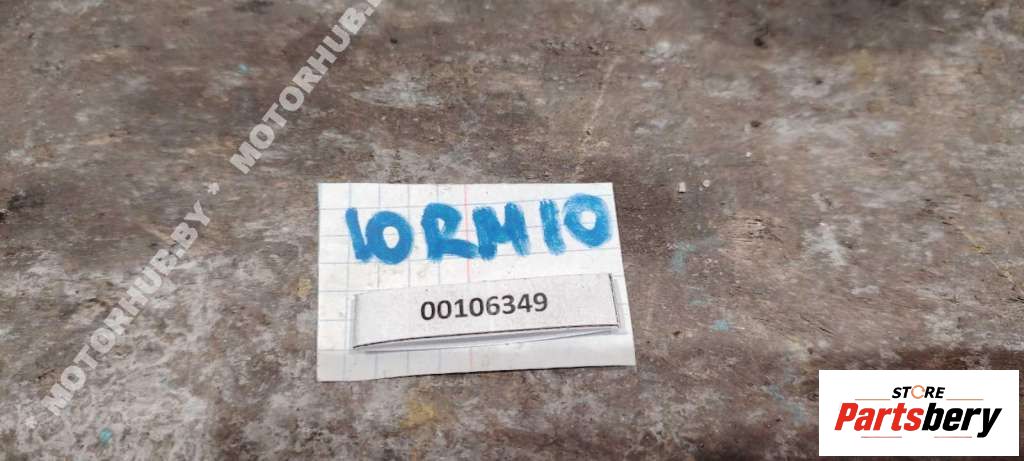 MOTORHUB.BY * MOTORHUB.BY
10RM10
00106349
STORE
Partsbery